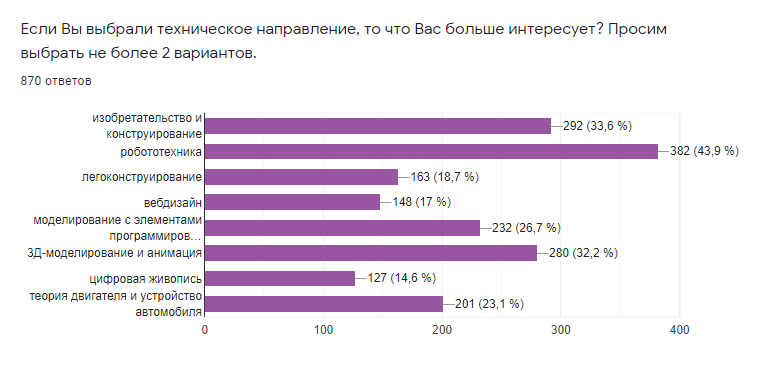 Если Вы выбрали техническое направление, то что Вас больше интересует? Просим
выбрать не более 2 вариантов.
870 ответов
изобретательство и
конструирование
292 (33,6 %)
робототехника
382 (43,9 %)
легоконструирование
163 (18,7 %)
вебдизайн
148 (17 %)
моделирование с элементами
программиров…
232 (26,7 %)
3Д-моделирование и анимация
280 (32,2 %)
цифровая живопись
127 (14,6 %)
теория двигателя и устройство
автомобиля
201 (23,1 %)
0 100 200 300 400